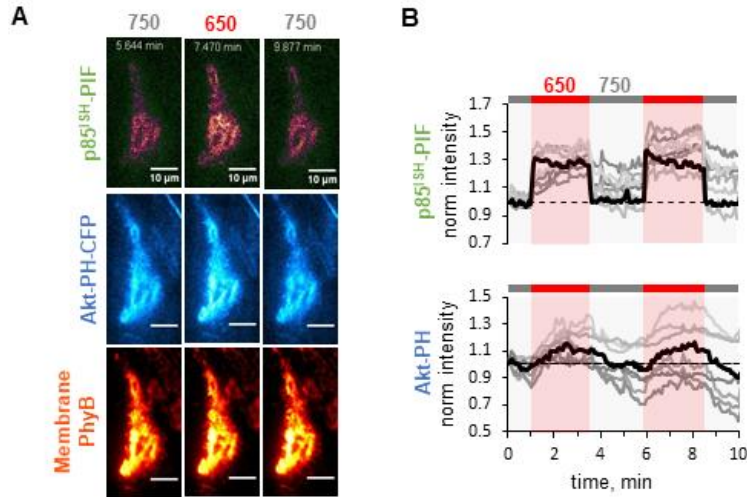 A
750 650 750
5.644 min 7.470 min 9.877 min
p85iSH-PIF
10 µm 10 µm 10 µm
Akt-PH-CFP
Membrane
PhyB
B
650 750
p85iSH-PIF
norm intensity
1.7
1.5
1.3
1.1
0.9
0.7
Akt-PH
norm intensity
1.5
1.3
1.1
0.9
0.7
0.5
0 2 4 6 8 10
time, min